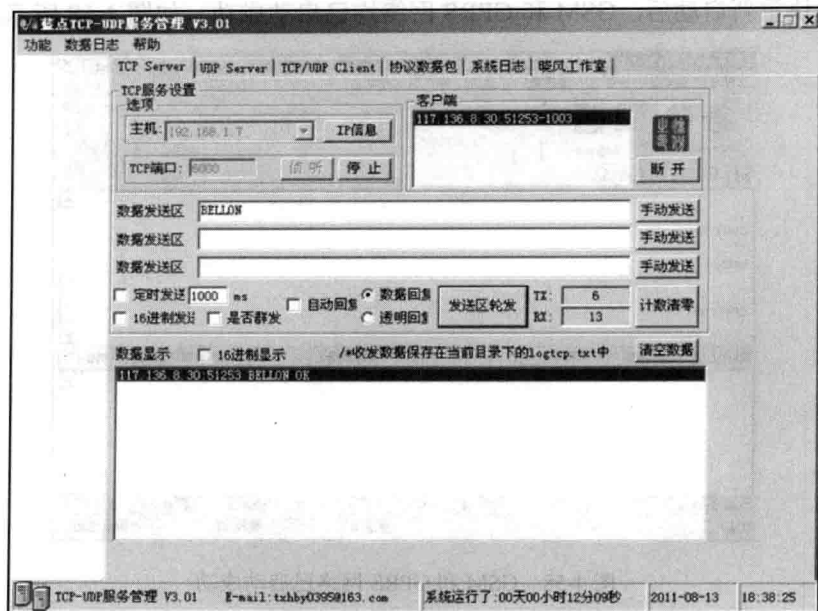 蓝点TCP-UDP服务管理 V3.01
功能 数据日志 帮助
TCP Server UDP Server TCP/UDP Client 协议数据包 系统日志 晓风工作室
TCP服务设置
选项
主机: 192.168.1.7 IP信息
TCP端口: 6000 侦听 停止
客户端
117.136.8.30:51253-1003
断开
数据发送区 BELLON 手动发送
数据发送区 手动发送
数据发送区 手动发送
定时发送 1000 ms 自动回复 数据回复 发送区轮发 TX: 6 计数清零
16进制发送 是否群发 透明回复 RX: 13
数据显示 16进制显示 /*收发数据保存在当前目录下的logtcp.txt中 清空数据
117.136.8.30:51253 BELLON OK
TCP-UDP服务管理 V3.01 E-mail:txhby0395@163.com 系统运行了:00天00小时12分09秒 2011-08-13 18:38:25